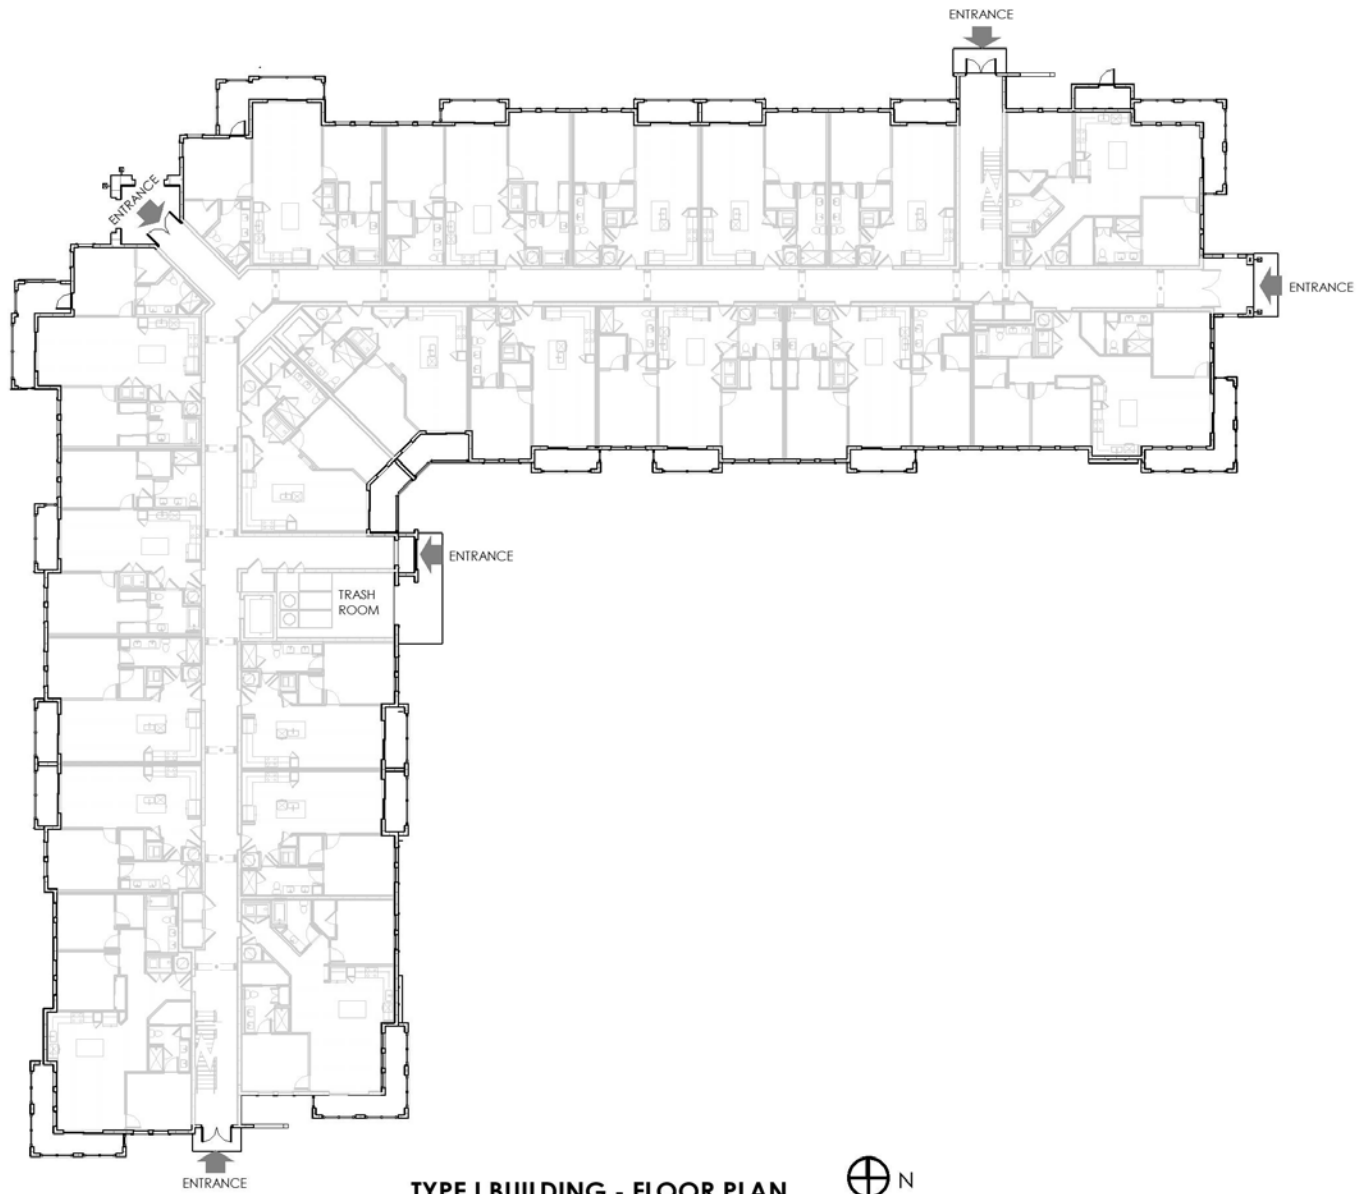 ENTRANCE
ENTRANCE
ENTRANCE
ENTRANCE
TRASH
ROOM
ENTRANCE
TYPE I BUILDING - FLOOR PLAN
N